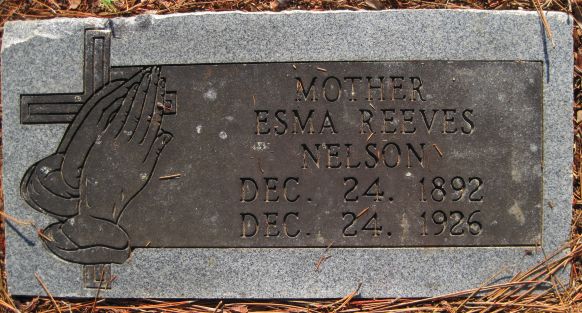 MOTHER
ESMA REEVES
NELSON
DEC. 24. 1892
DEC. 24. 1926